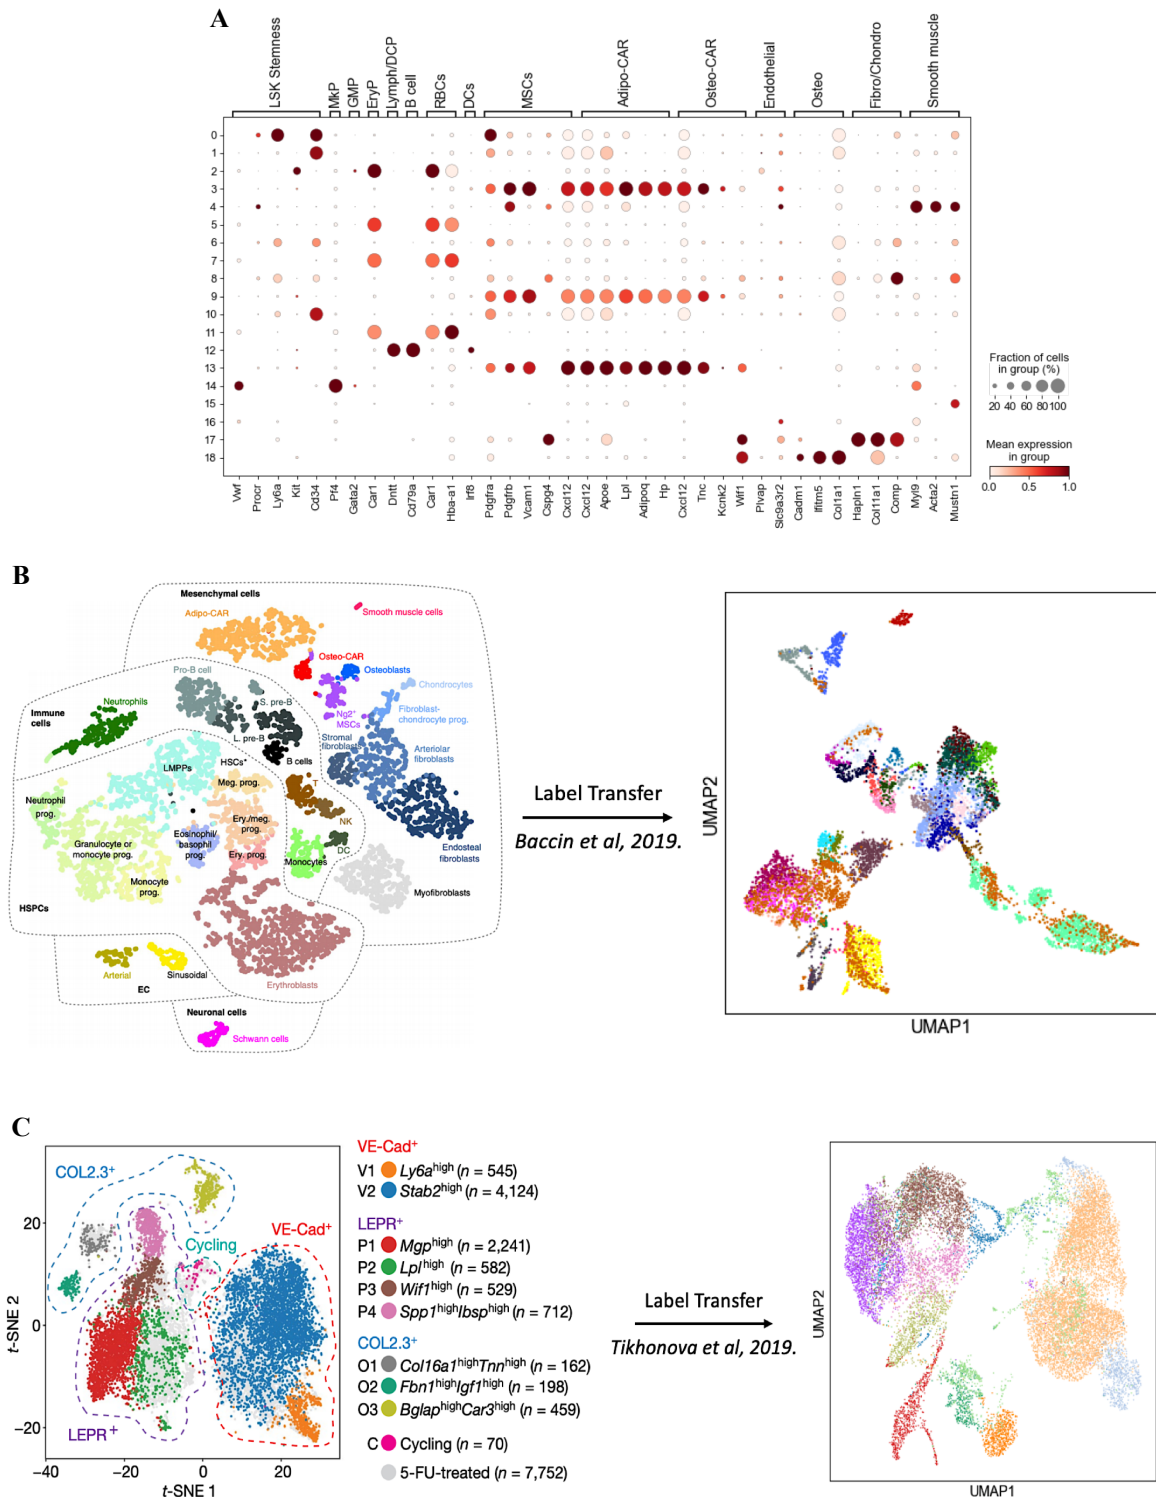 A
LSK Stemness
MkP
GMP
EryP
Lymph/DCP
B cell
RBCs
DCs
MSCs
Adipo-CAR
Osteo-CAR
Endothelial
Osteo
Fibro/Chondro
Smooth muscle
0
1
2
3
4
5
6
7
8
9
10
11
12
13
14
15
16
17
18
Vwf
Procr
Ly6a
Kit
Cd34
Pf4
Gata2
Car1
Dntt
Cd79a
Car1
Hba-a1
Irf8
Pdgfra
Pdgfrb
Vcam1
Cspg4
Cxcl12
Cxcl12
Apoe
Lpl
Adipoq
Hp
Cxcl12
Tnc
Kcnk2
Wif1
Plvap
Slc9a3r2
Cadm1
Ifitm5
Col1a1
Hapln1
Col11a1
Comp
Myl9
Acta2
Mustn1
Fraction of cells
in group (%)
20 40 60 80 100
Mean expression
in group
0.0 0.5 1.0
B
Mesenchymal cells
Adipo-CAR
Smooth muscle cells
Osteo-CAR
Osteoblasts
Pro-B cell
Chondrocytes
Neutrophils
S. pre-B
Fibroblast-
chondrocyte prog.
Immune
cells
Ng2+
MSCs
L. pre-B
Stromal
fibroblasts
Arteriolar
fibroblasts
B cells
LMPPs
HSCs*
Meg. prog.
T
Neutrophil
prog.
NK
Ery./meg.
prog.
Eosinophil/
basophil
prog.
Granulocyte or
monocyte prog.
DC
Endosteal
fibroblasts
Ery. prog.
Monocytes
Monocyte
prog.
Myofibroblasts
HSPCs
Arterial
Sinusoidal
EC
Erythroblasts
Neuronal cells
Schwann cells
Label Transfer
Baccin et al, 2019.
UMAP2
UMAP1
C
COL2.3+
VE-Cad+
Cycling
LEPR+
20
0
−20
−40
−20
0
20
t-SNE 2
t-SNE 1
VE-Cad+
V1 Ly6ahigh (n = 545)
V2 Stab2high (n = 4,124)
LEPR+
P1 Mgphigh (n = 2,241)
P2 Lplhigh (n = 582)
P3 Wif1high (n = 529)
P4 Spp1highIbsphigh (n = 712)
COL2.3+
O1 Col16a1highTnnhigh (n = 162)
O2 Fbn1highIgf1high (n = 198)
O3 BglaphighCar3high (n = 459)
C Cycling (n = 70)
5-FU-treated (n = 7,752)
Label Transfer
Tikhonova et al, 2019.
UMAP2
UMAP1